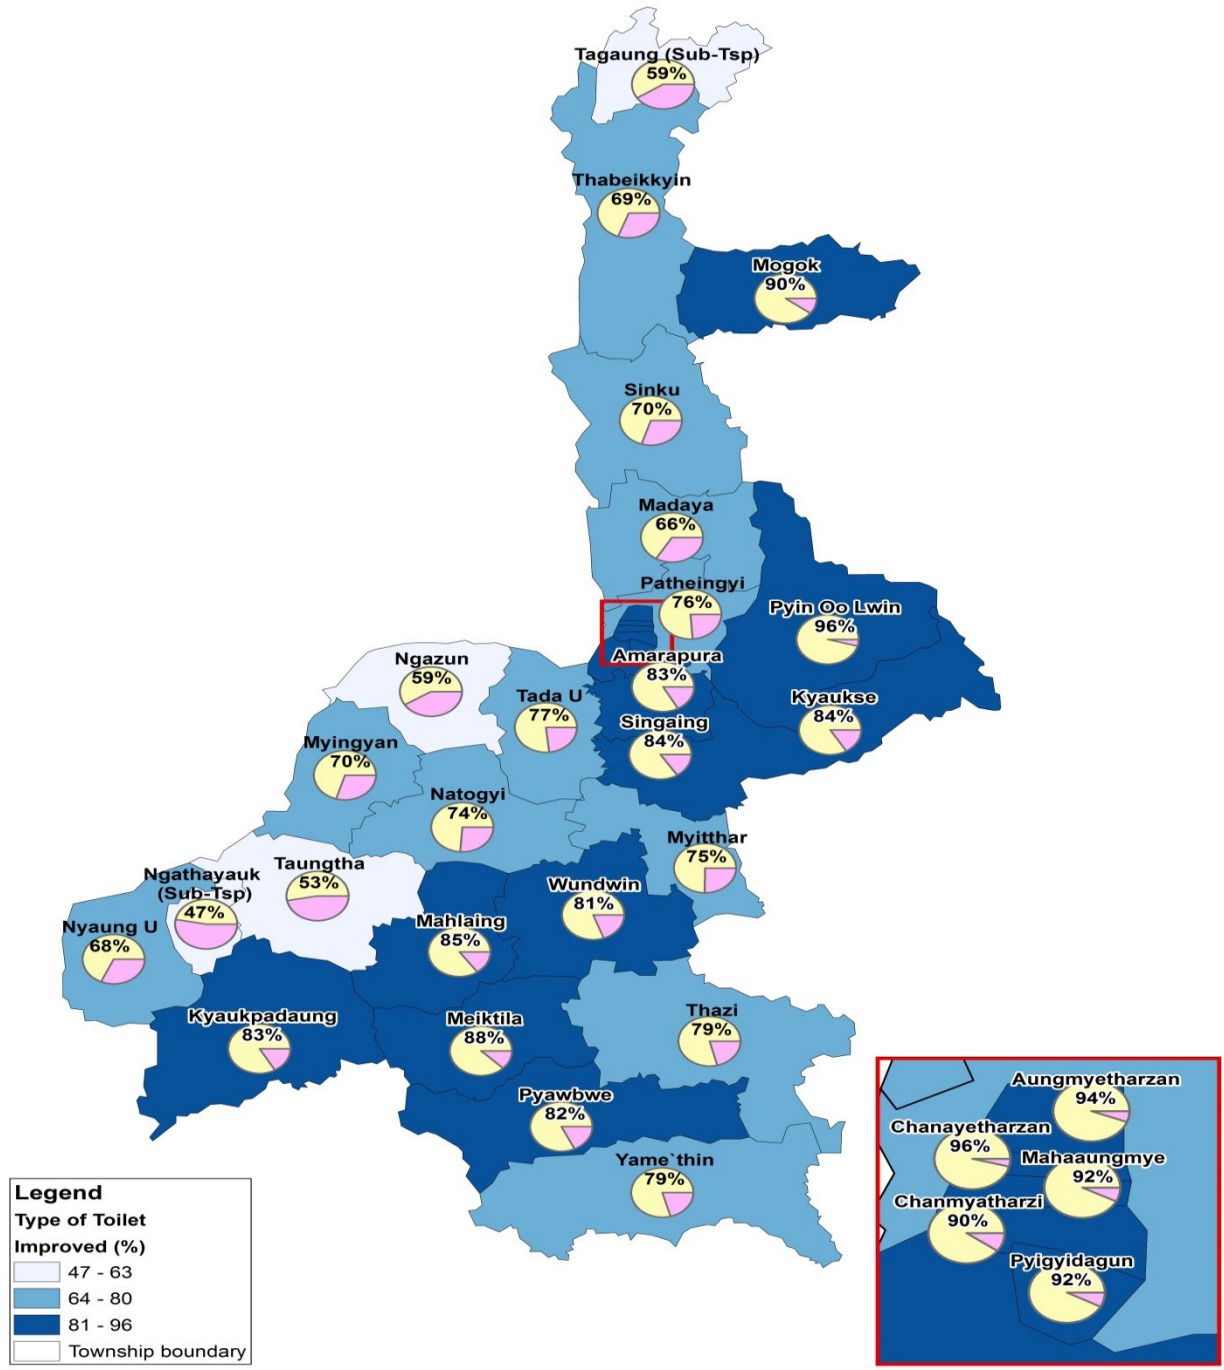 Tagaung (Sub-Tsp)
59%
Thabeikkyin
69%
Mogok
90%
Sinku
70%
Madaya
66%
Patheingyi
76%
Pyin Oo Lwin
96%
Amarapura
83%
Ngazun
59%
Tada U
77%
Kyaukse
84%
Singaing
84%
Myingyan
70%
Natogyi
74%
Myitthar
75%
Taungtha
53%
Ngathayauk
(Sub-Tsp)
47%
Wundwin
81%
Nyaung U
68%
Mahlaing
85%
Kyaukpadaung
83%
Meiktila
88%
Thazi
79%
Pyawbwe
82%
Yame`thin
79%
Aungmyetharzan
94%
Chanayetharzan
96%
Mahaaungmye
92%
Chanmyatharzi
90%
Pyigyidagun
92%
Legend
Type of Toilet
Improved (%)
47 - 63
64 - 80
81 - 96
Township boundary